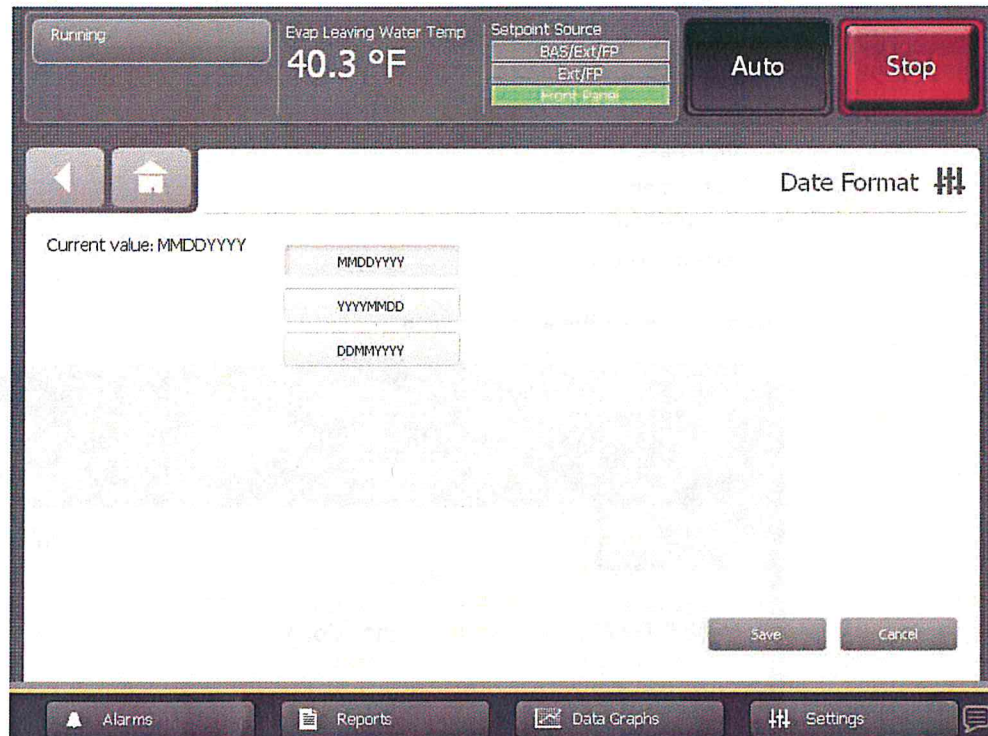 Running
Evap Leaving Water Temp
40.3 °F
Setpoint Source
BAS/Ext/FP
Ext/FP
Front Panel
Auto
Stop
Date Format
Current value: MMDDYYYY
MMDDYYYY
YYYYMMDD
DDMMYYYY
Save
Cancel
Alarms
Reports
Data Graphs
Settings